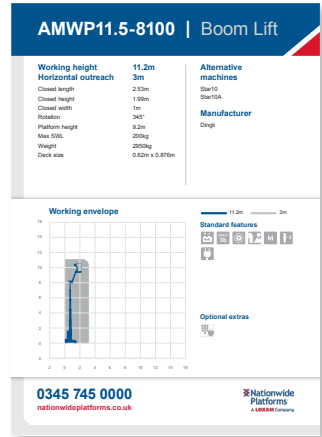 AMWP11.5-8100 | Boom Lift
Working height 11.2m
Horizontal outreach 3m
Closed length 2.53m
Closed height 1.99m
Closed width 1m
Rotation 345°
Platform height 9.2m
Max SWL 200kg
Weight 2950kg
Deck size 0.62m x 0.876m
Alternative
machines
Star10
Star10A
Manufacturer
Dingli
Working envelope
11.2m 3m
16
14
12
10
8
6
4
2
0
2
2 0 2 4 6 8 10 12 14 16
Standard features
M 2
Optional extras
0345 745 0000
nationwideplatforms.co.uk
Nationwide
Platforms
A LOXAM Company